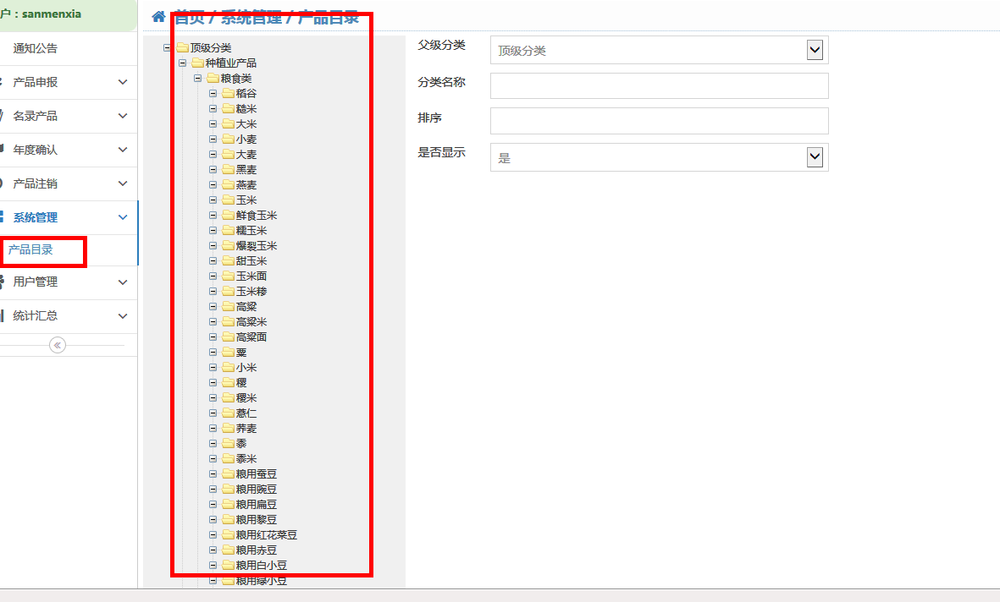 户：sanmenxia
通知公告
产品申报
名录产品
年度确认
产品注销
系统管理
产品目录
用户管理
统计汇总
首页 / 系统管理 / 产品目录
顶级分类
种植业产品
粮食类
稻谷
糙米
大米
小麦
大麦
黑麦
燕麦
玉米
鲜食玉米
糯玉米
爆裂玉米
甜玉米
玉米面
玉米糁
高粱
高粱米
高粱面
粟
小米
稷
稷米
薏仁
荞麦
黍
黍米
粮用蚕豆
粮用豌豆
粮用扁豆
粮用黎豆
粮用红花菜豆
粮用赤豆
粮用白小豆
粮用绿小豆
父级分类 顶级分类
分类名称
排序
是否显示 是